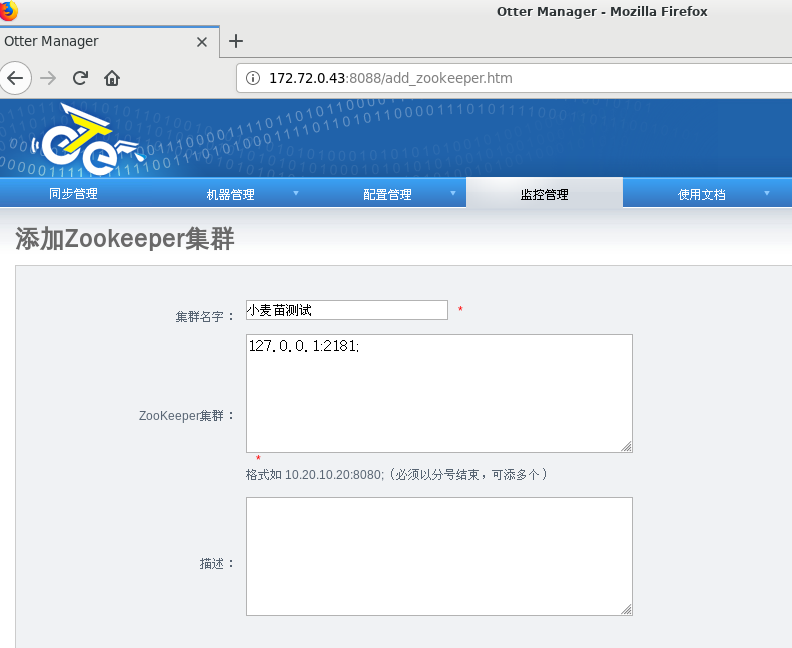 Otter Manager - Mozilla Firefox
Otter Manager
172.72.0.43:8088/add_zookeeper.htm
同步管理 机器管理 配置管理 监控管理 使用文档
添加Zookeeper集群
集群名字： 小麦苗测试 *
127.0.0.1:2181;
ZooKeeper集群：
*
格式如 10.20.10.20:8080;（必须以分号结束，可添多个）
描述：